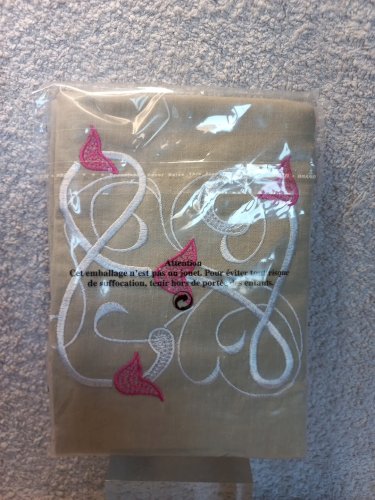 Attention
Cet emballage n'est pas un jouet. Pour éviter tout risque
de suffocation, tenir hors de portée des enfants.